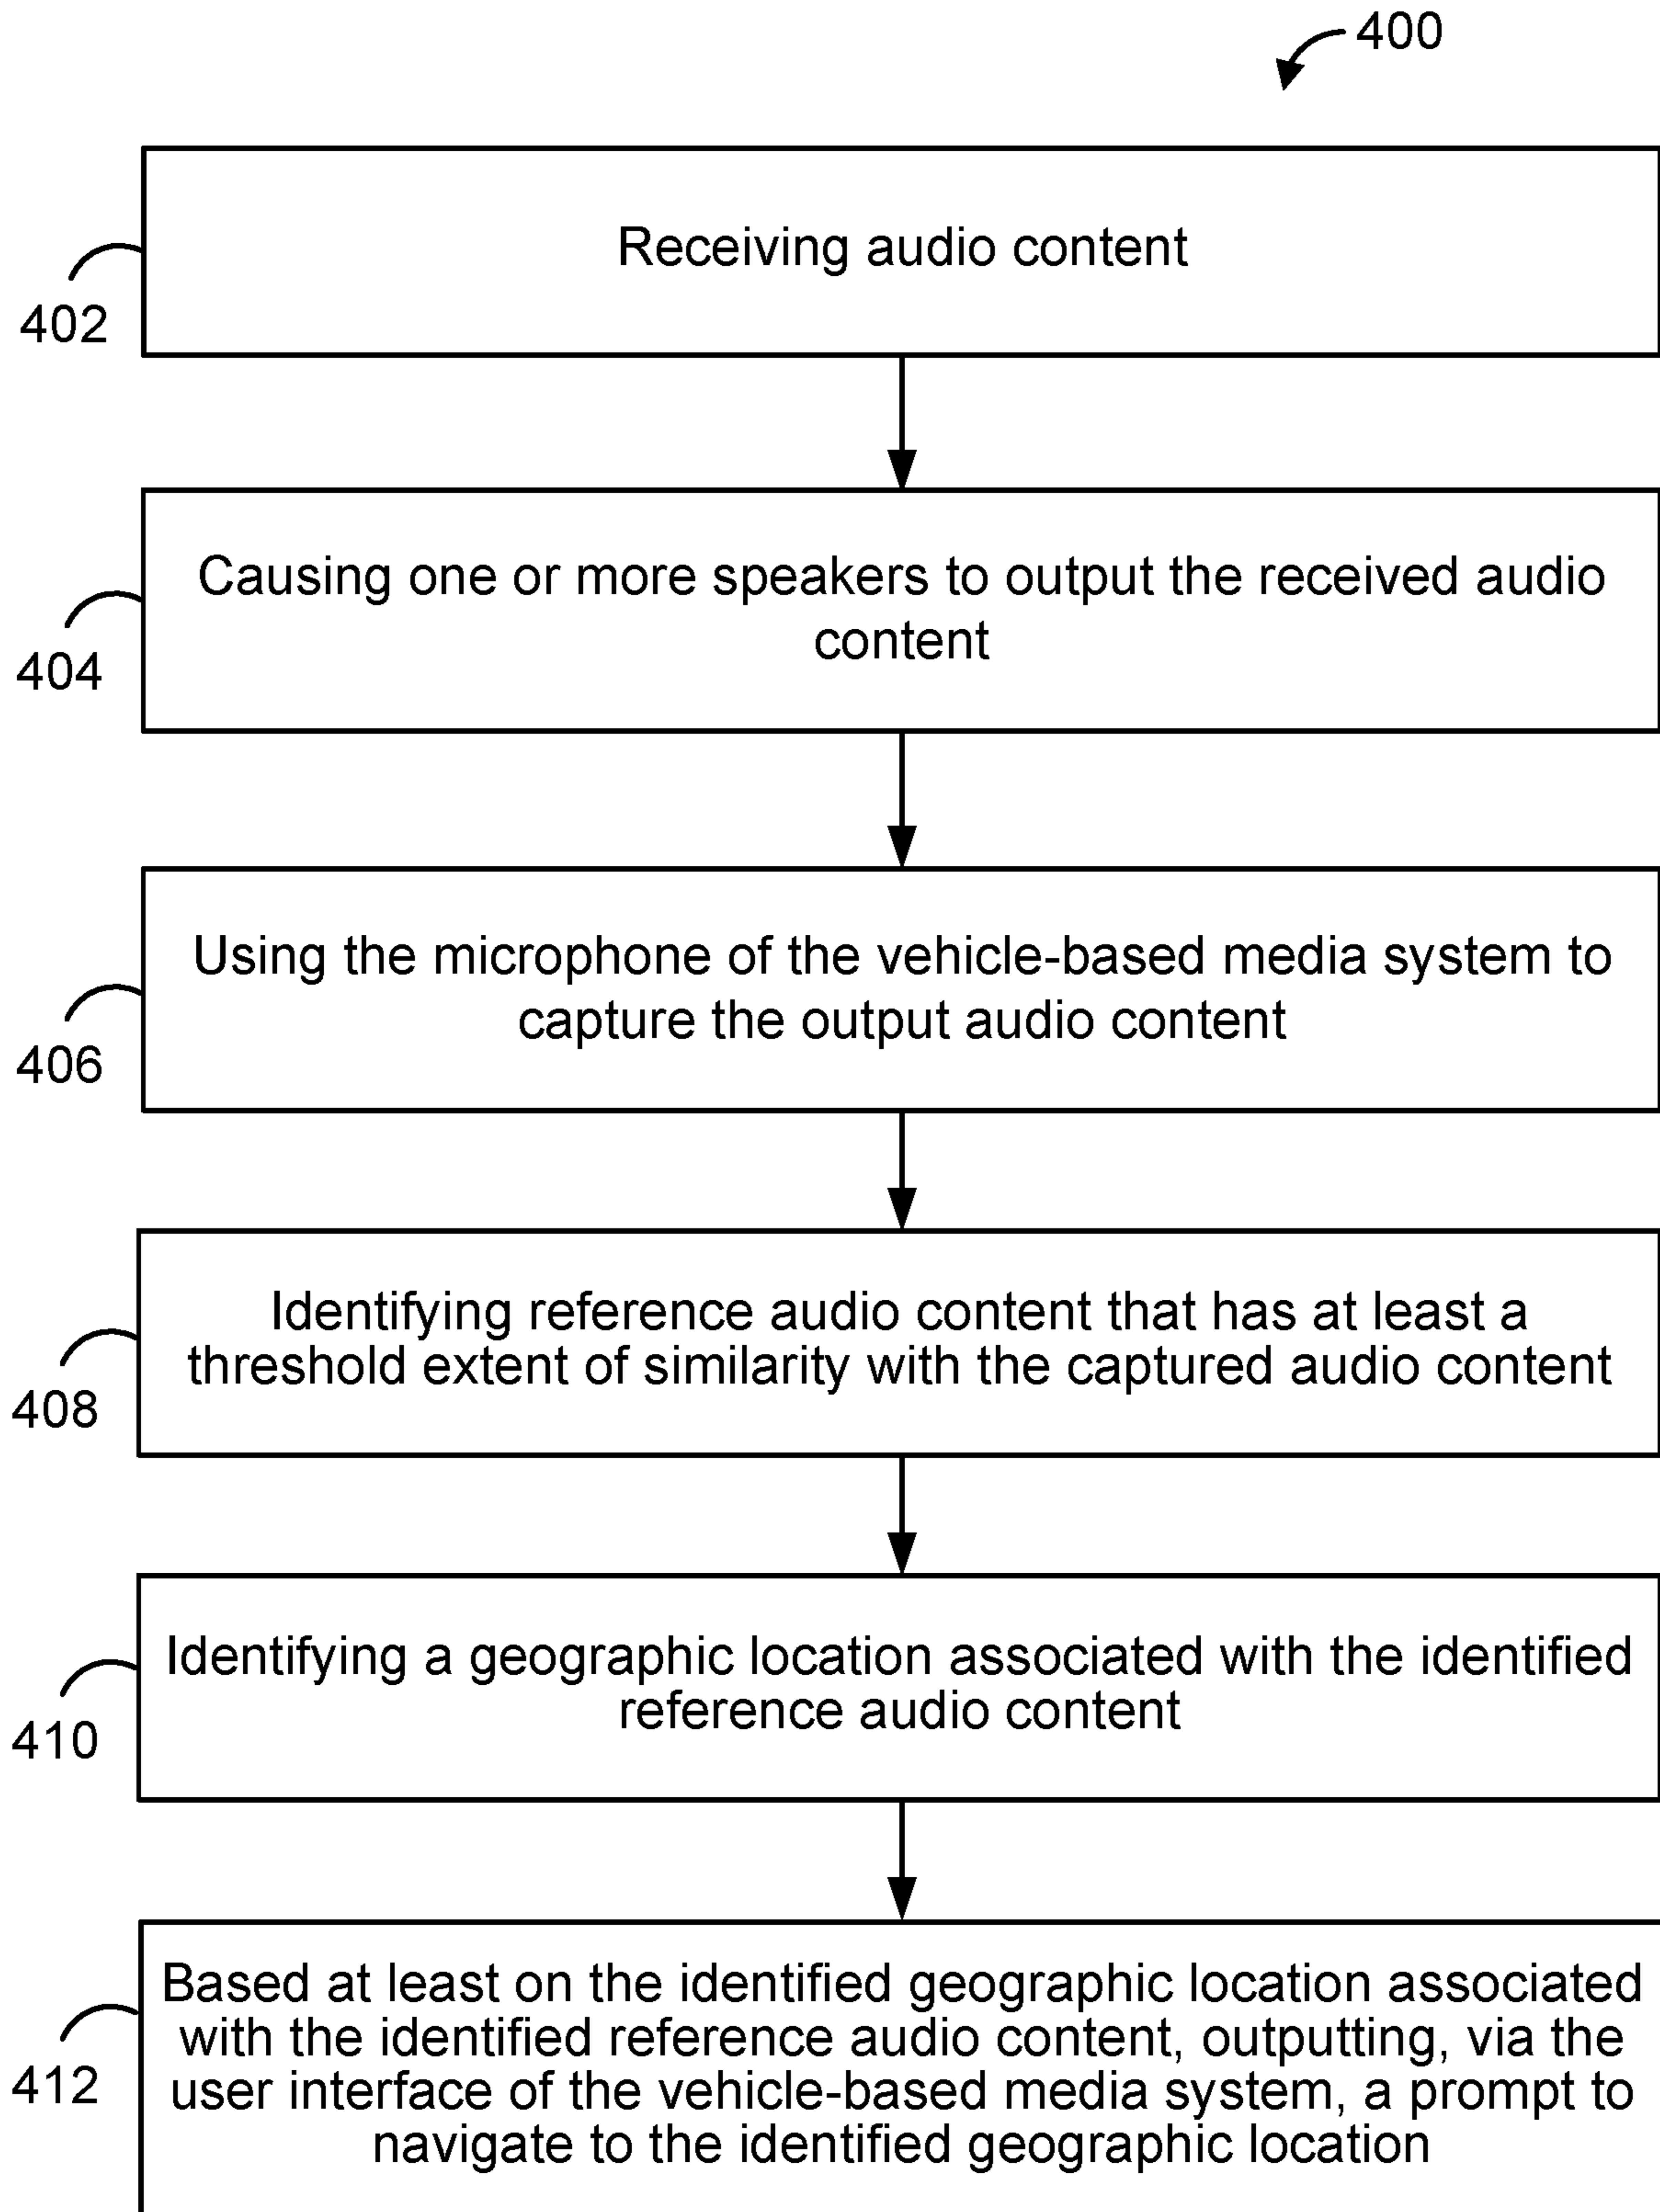 400
Receiving audio content
402
Causing one or more speakers to output the received audio
content
404
Using the microphone of the vehicle-based media system to
capture the output audio content
406
Identifying reference audio content that has at least a
threshold extent of similarity with the captured audio content
408
Identifying a geographic location associated with the identified
reference audio content
410
Based at least on the identified geographic location associated
with the identified reference audio content, outputting, via the
user interface of the vehicle-based media system, a prompt to
navigate to the identified geographic location
412